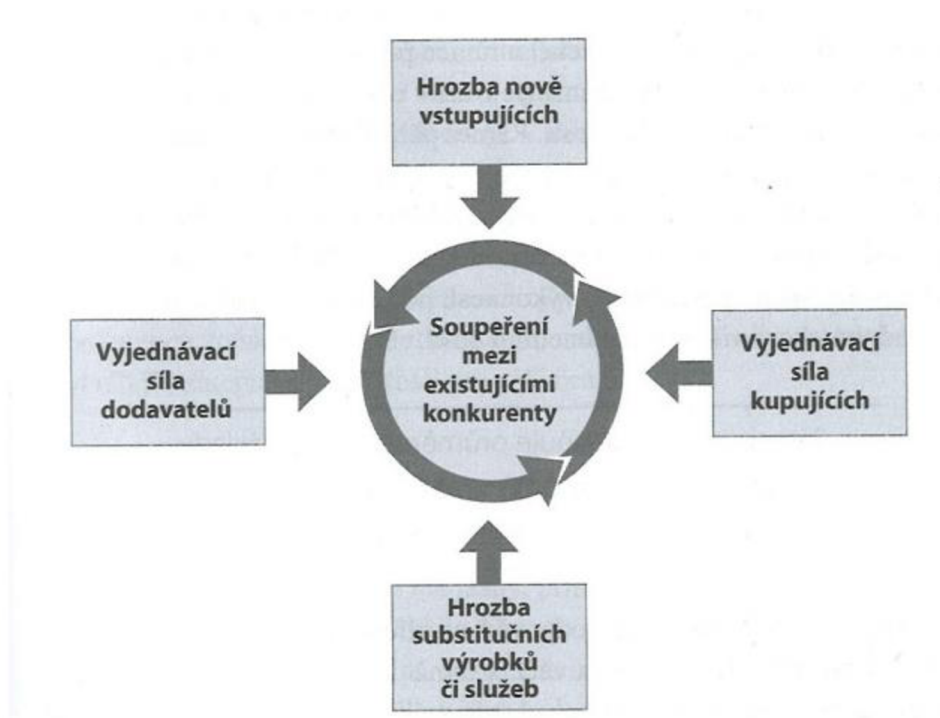 Hrozba nově
vstupujících
Vyjednávací
síla
dodavatelů
Soupeření
mezi
existujícími
konkurenty
Vyjednávací
síla
kupujících
Hrozba
substitučních
výrobků
či služeb